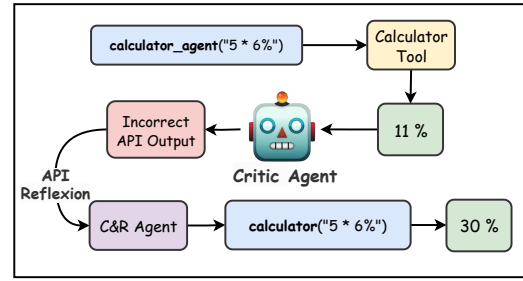 calculator_agent("5 * 6%")
Calculator
Tool
11 %
Critic Agent
Incorrect
API Output
API
Reflexion
C&R Agent
calculator("5 * 6%")
30 %